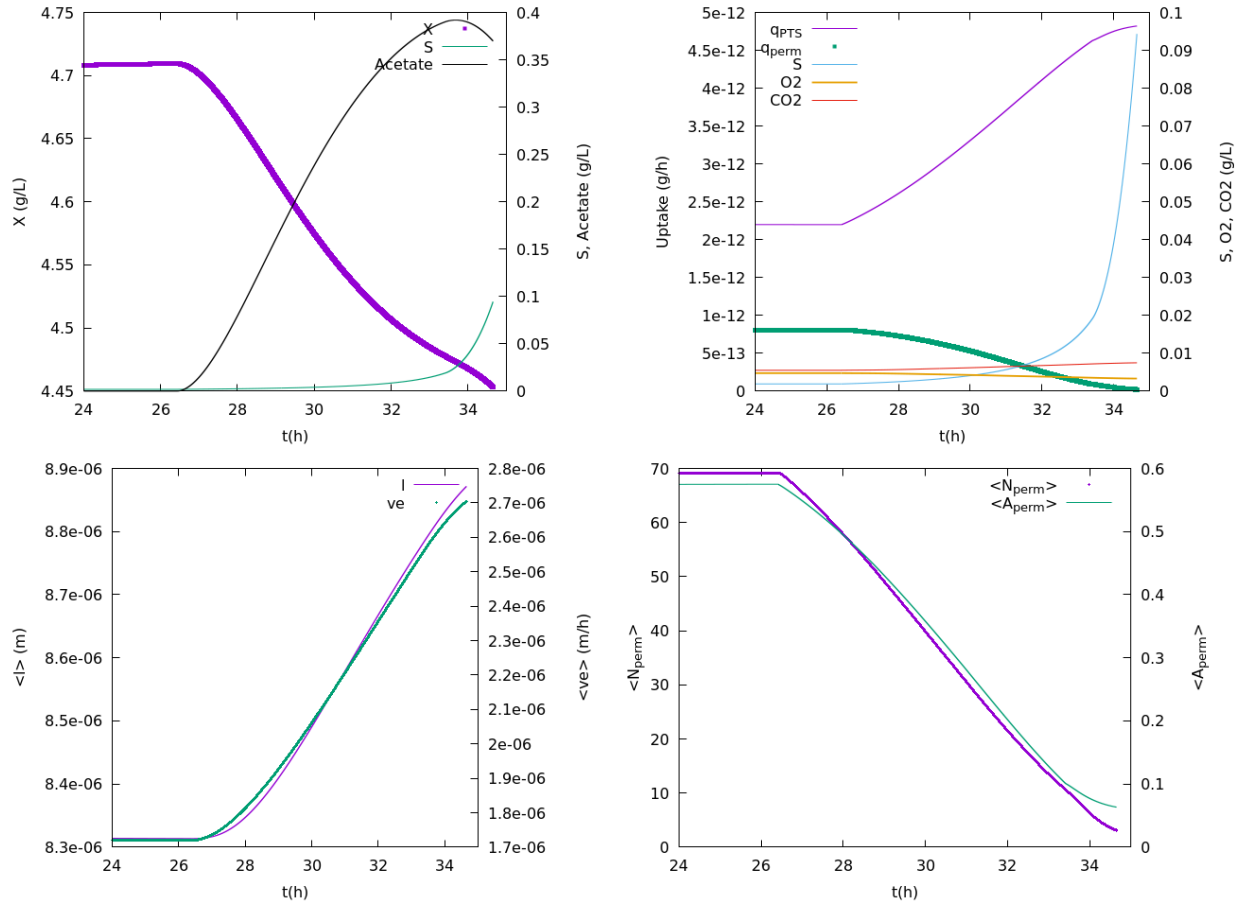 4.75
4.7
4.65
4.6
4.55
4.5
4.45
X (g/L)
24
26
28
30
32
34
t(h)
0.4
0.35
0.3
0.25
0.2
0.15
0.1
0.05
0
S, Acetate (g/L)
X
S
Acetate
5e-12
4.5e-12
4e-12
3.5e-12
3e-12
2.5e-12
2e-12
1.5e-12
1e-12
5e-13
0
Uptake (g/h)
24
26
28
30
32
34
t(h)
0.1
0.09
0.08
0.07
0.06
0.05
0.04
0.03
0.02
0.01
0
S, O2, CO2 (g/L)
qPTS
qperm
S
O2
CO2
8.9e-06
8.8e-06
8.7e-06
8.6e-06
8.5e-06
8.4e-06
8.3e-06
<l> (m)
24
26
28
30
32
34
t(h)
2.8e-06
2.7e-06
2.6e-06
2.5e-06
2.4e-06
2.3e-06
2.2e-06
2.1e-06
2e-06
1.9e-06
1.8e-06
1.7e-06
<ve> (m/h)
l
ve
70
60
50
40
30
20
10
0
<Nperm>
24
26
28
30
32
34
t(h)
0.6
0.5
0.4
0.3
0.2
0.1
0
<Aperm>
<Nperm>
<Aperm>